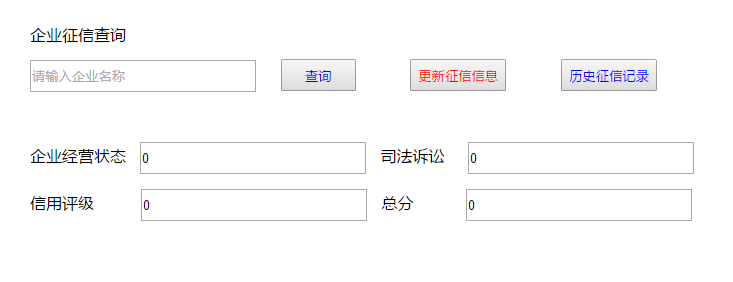 企业征信查询
请输入企业名称 查询 更新征信信息 历史征信记录
企业经营状态 0 司法诉讼 0
信用评级 0 总分 0